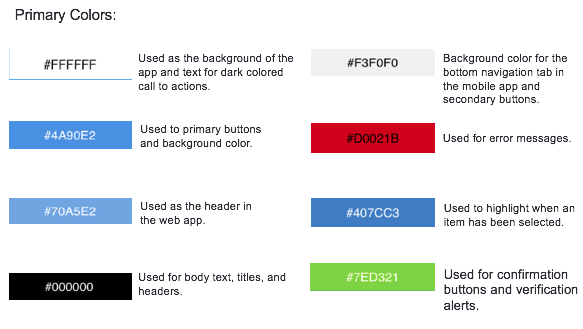 Primary Colors:
#FFFFFF
Used as the background of the
app and text for dark colored
call to actions.
#F3F0F0
Background color for the
bottom navigation tab in
the mobile app and
secondary buttons.
#4A90E2
Used to primary buttons
and background color.
#D0021B
Used for error messages.
#70A5E2
Used as the header in
the web app.
#407CC3
Used to highlight when an
item has been selected.
#000000
Used for body text, titles, and
headers.
#7ED321
Used for confirmation
buttons and verification
alerts.